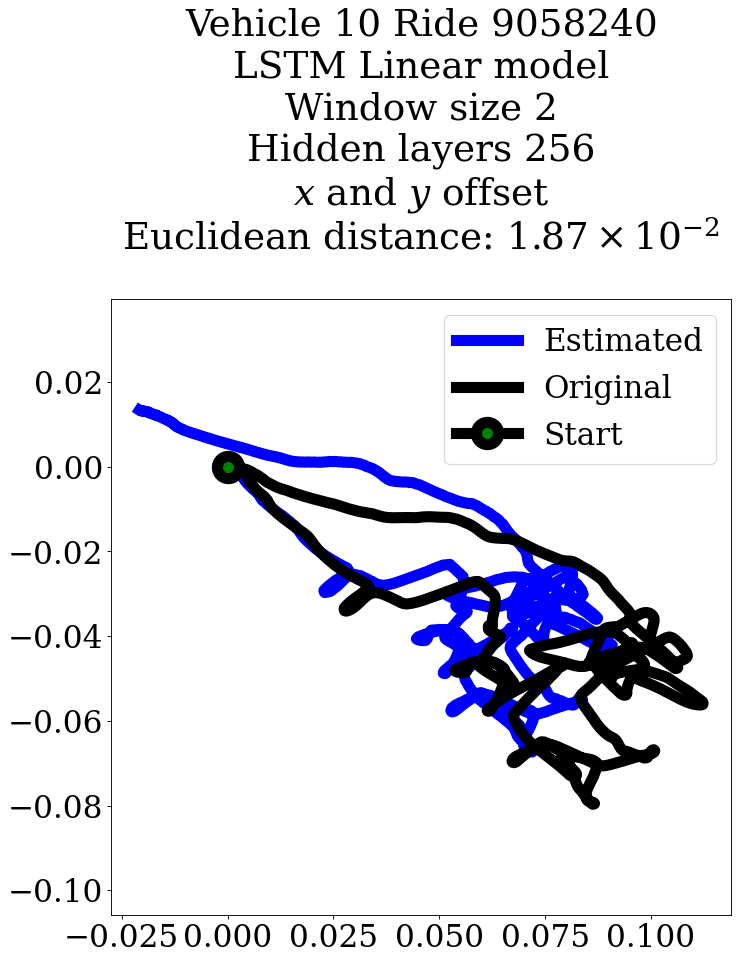 Vehicle 10 Ride 9058240
LSTM Linear model
Window size 2
Hidden layers 256
x and y offset
Euclidean distance: 1.87 × 10⁻²
Estimated
Original
Start
0.02
0.00
−0.02
−0.04
−0.06
−0.08
−0.10
−0.025 0.000 0.025 0.050 0.075 0.100